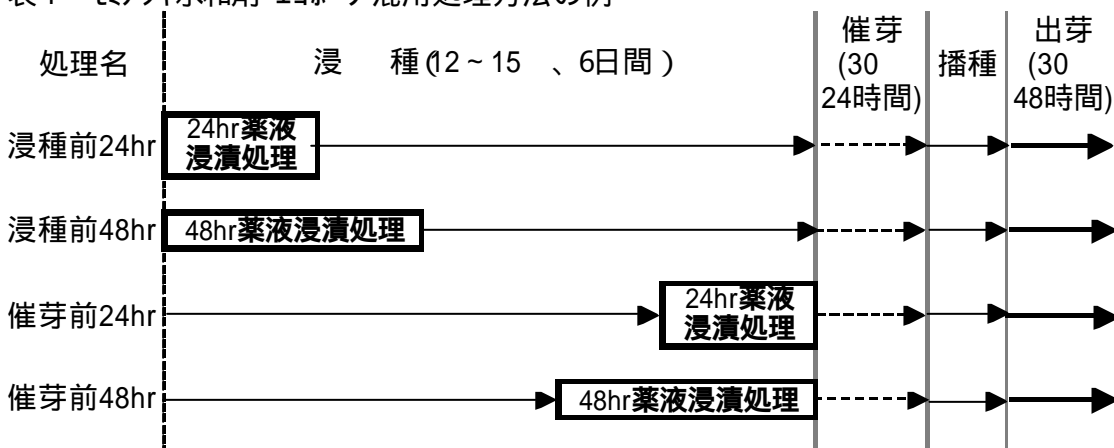 処理名
浸　種(12～15　、6日間)
催芽
(30
24時間)
播種
出芽
(30
48時間)
浸種前24hr
24hr薬液
浸漬処理
浸種前48hr
48hr薬液浸漬処理
催芽前24hr
24hr薬液
浸漬処理
催芽前48hr
48hr薬液浸漬処理